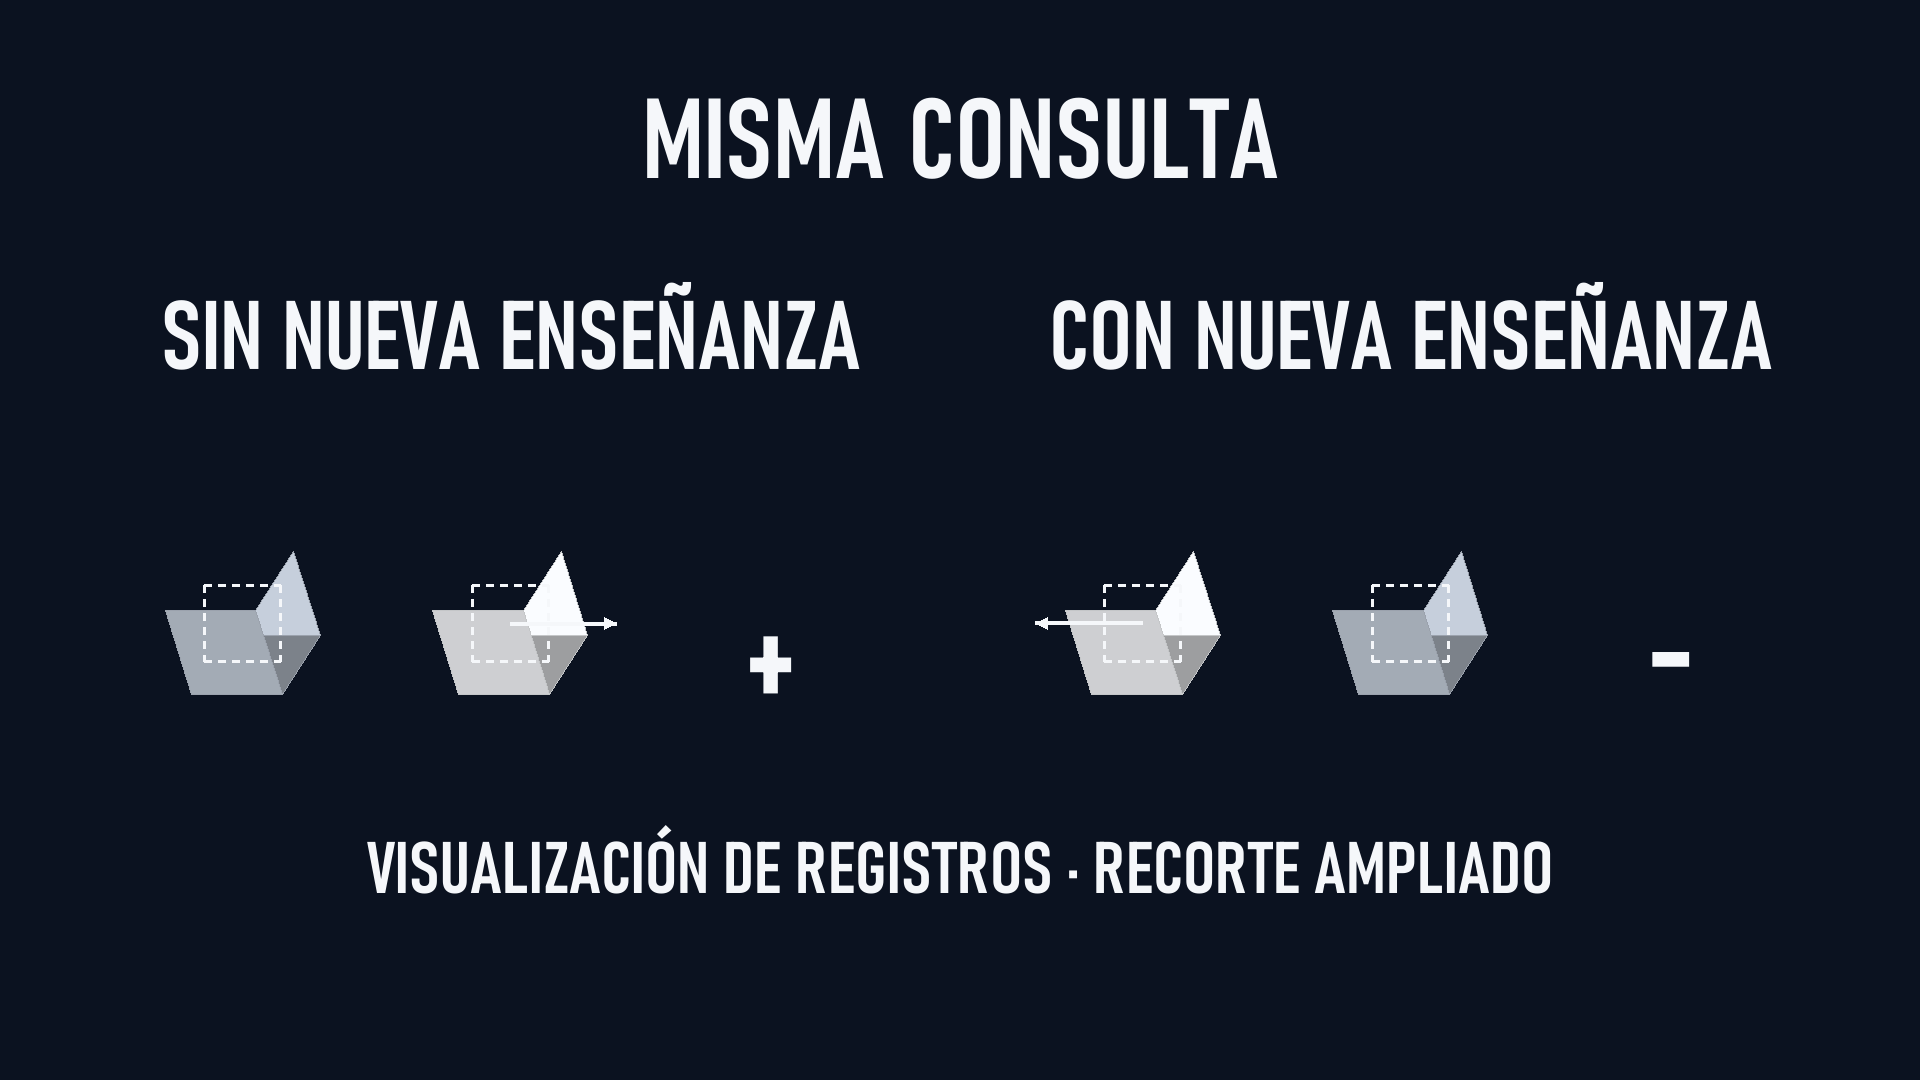 MISMA CONSULTA
SIN NUEVA ENSEÑANZA
CON NUEVA ENSEÑANZA
+
-
VISUALIZACIÓN DE REGISTROS · RECORTE AMPLIADO